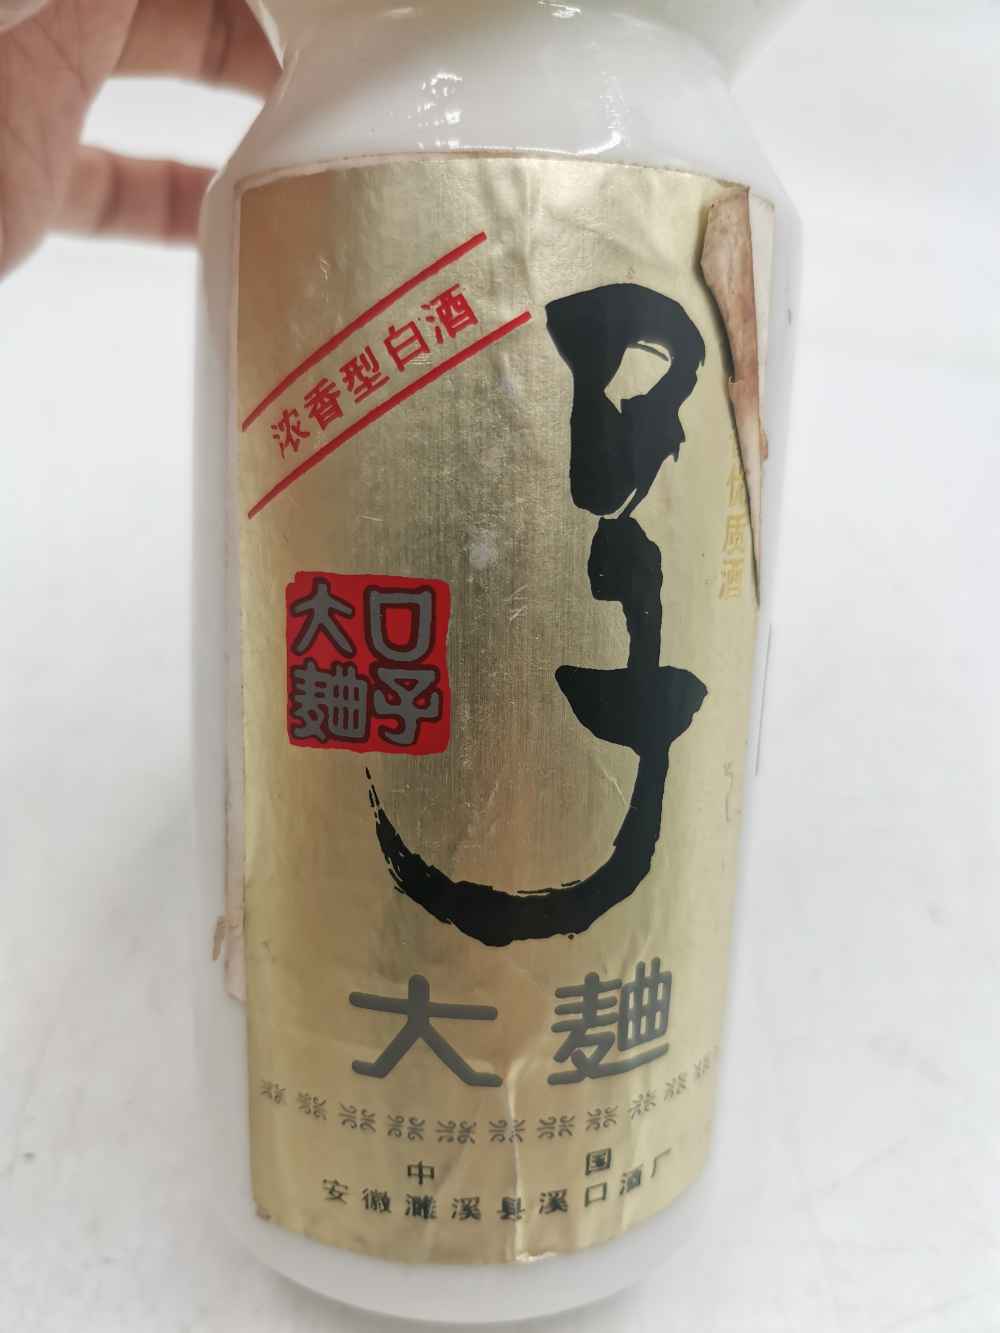 浓香型白酒
口子
口子
大麯
优质酒
大麯
中国
安徽濉溪县溪口酒厂